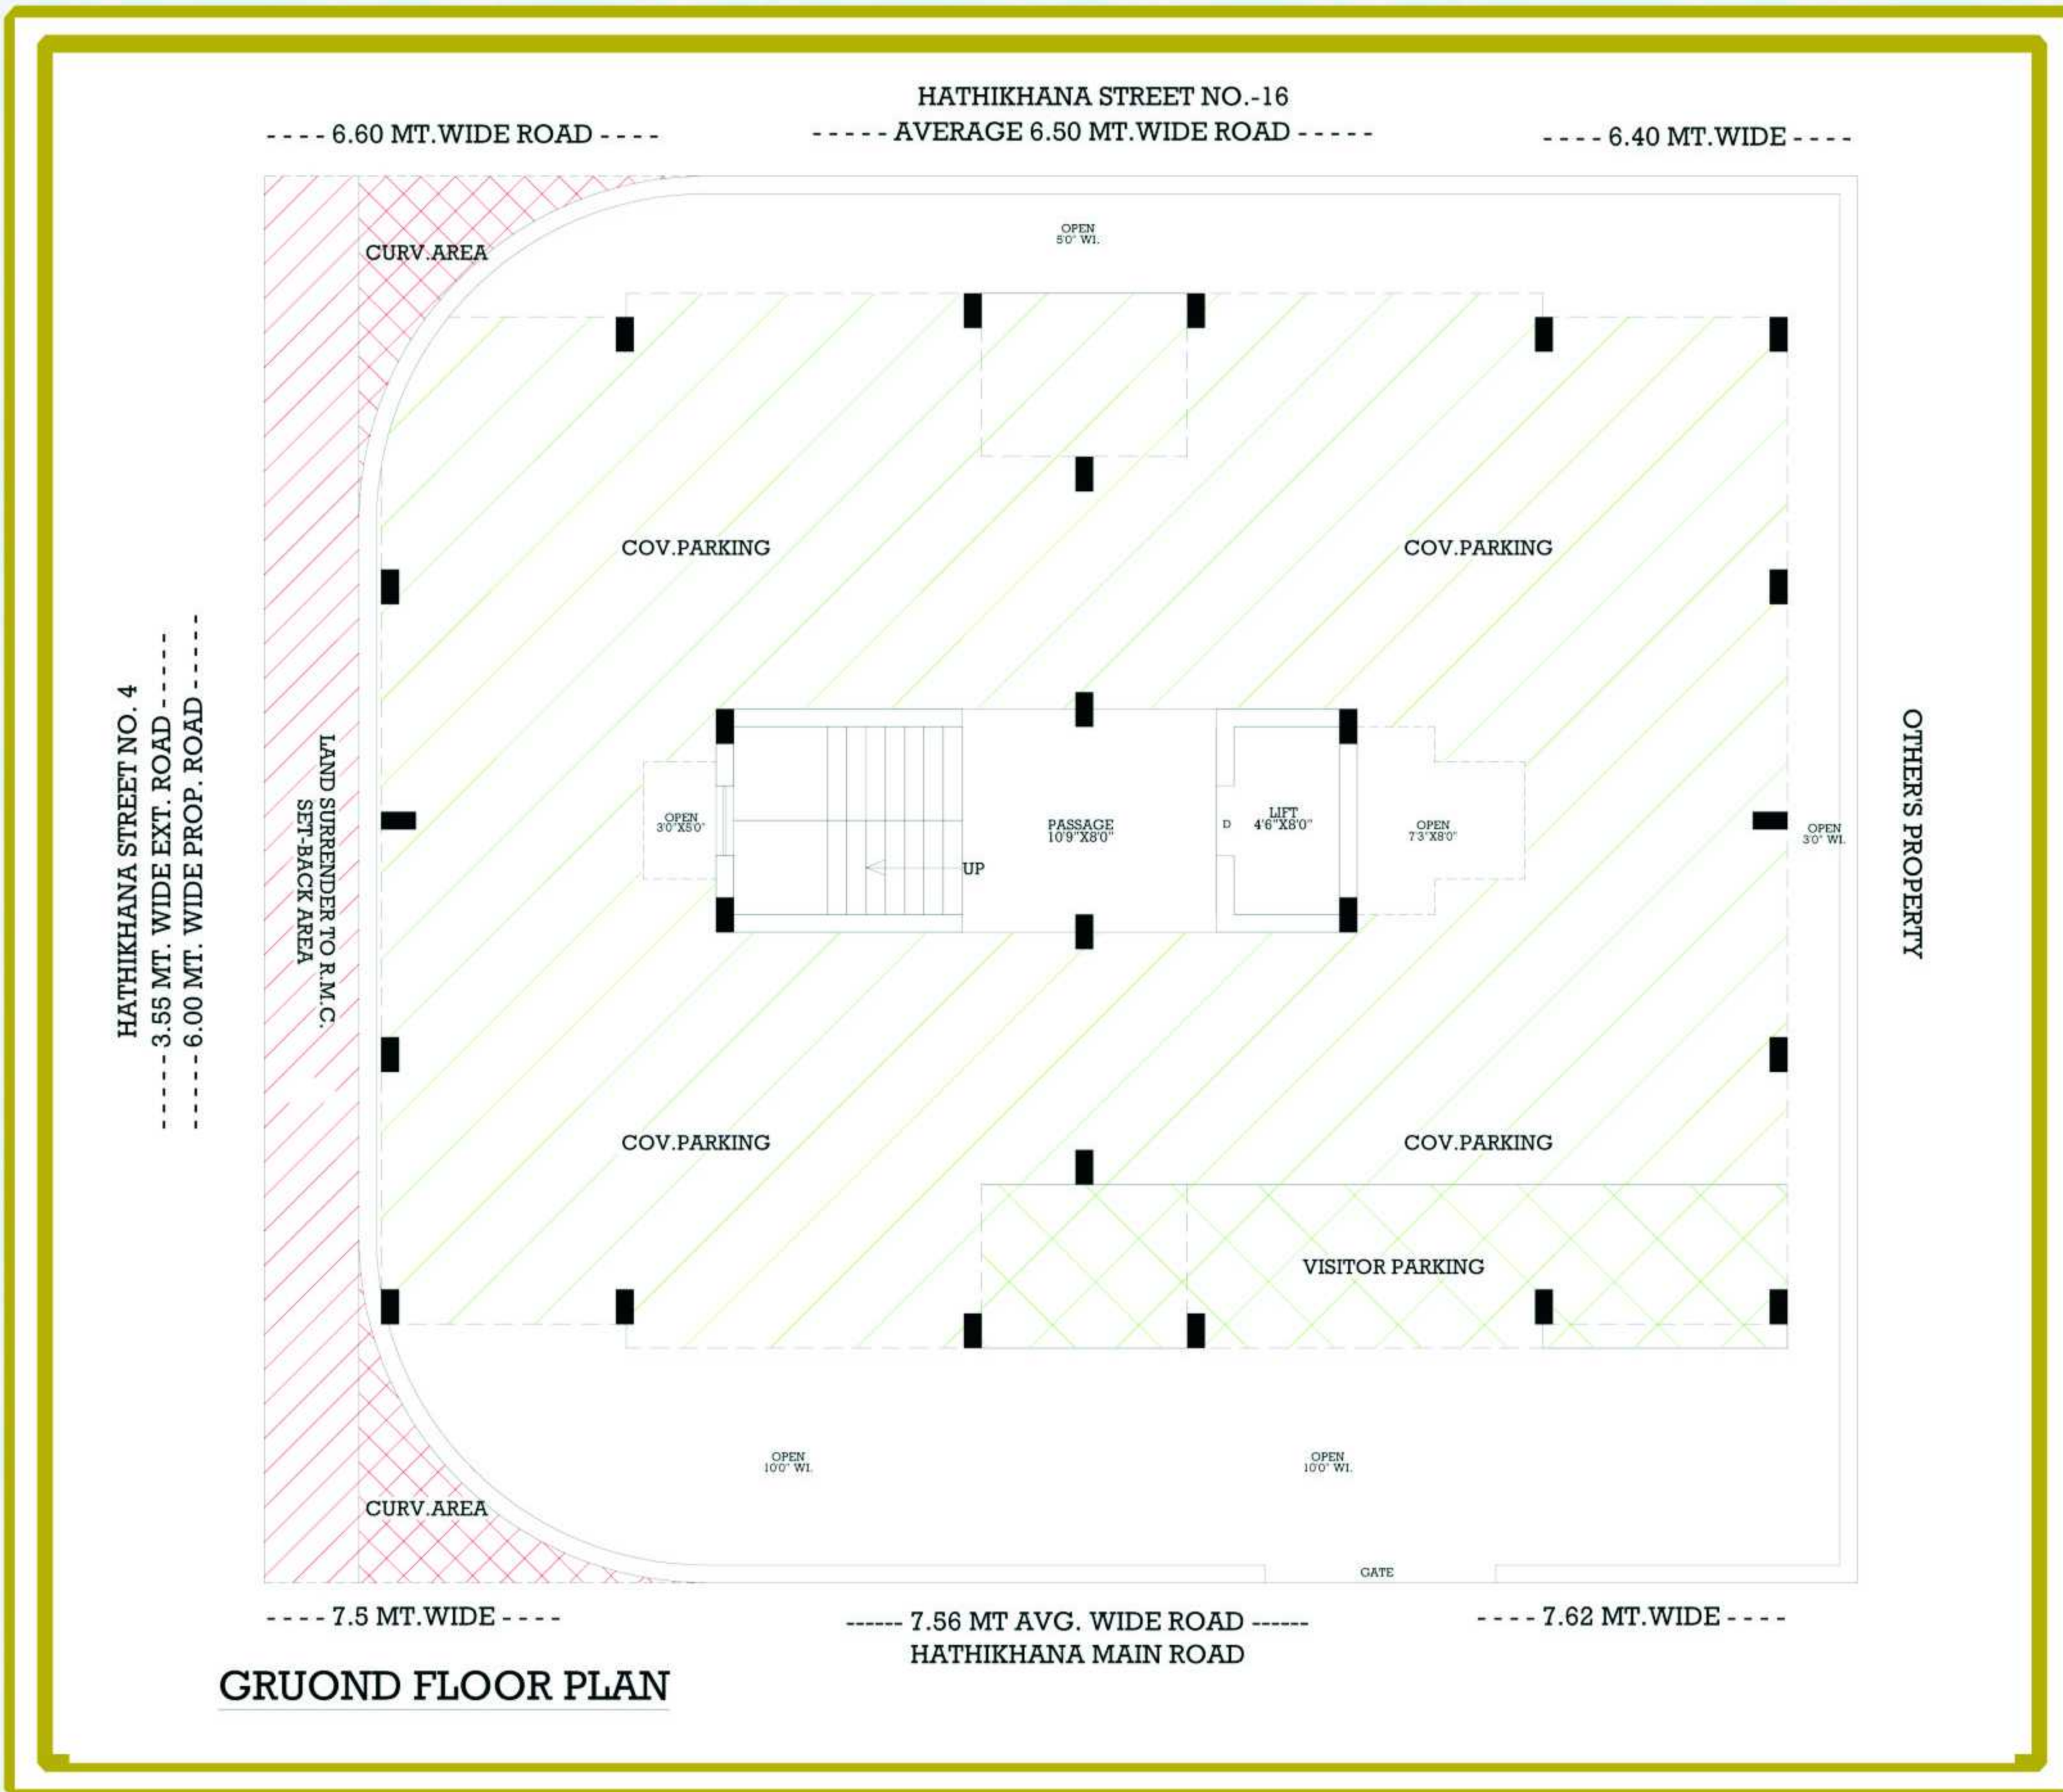 HATHIKHANA STREET NO.-16
---- 6.60 MT.WIDE ROAD ----
----- AVERAGE 6.50 MT.WIDE ROAD -----
---- 6.40 MT.WIDE ----
OPEN
5'0" WI.
CURV.AREA
COV.PARKING
COV.PARKING
HATHIKHANA STREET NO. 4
------ 3.55 MT. WIDE EXT. ROAD ------
------ 6.00 MT. WIDE PROP. ROAD ------
LAND SURRENDER TO R.M.C.
SET-BACK AREA
OPEN
3'0"X5'0"
UP
PASSAGE
10'9"X8'0"
D
LIFT
4'6"X8'0"
OPEN
7'3"X8'0"
OPEN
3'0" WI.
OTHER'S PROPERTY
COV.PARKING
COV.PARKING
VISITOR PARKING
OPEN
10'0" WI.
OPEN
10'0" WI.
CURV.AREA
GATE
---- 7.5 MT.WIDE ----
------ 7.56 MT AVG. WIDE ROAD ------
HATHIKHANA MAIN ROAD
---- 7.62 MT.WIDE ----
GRUOND FLOOR PLAN